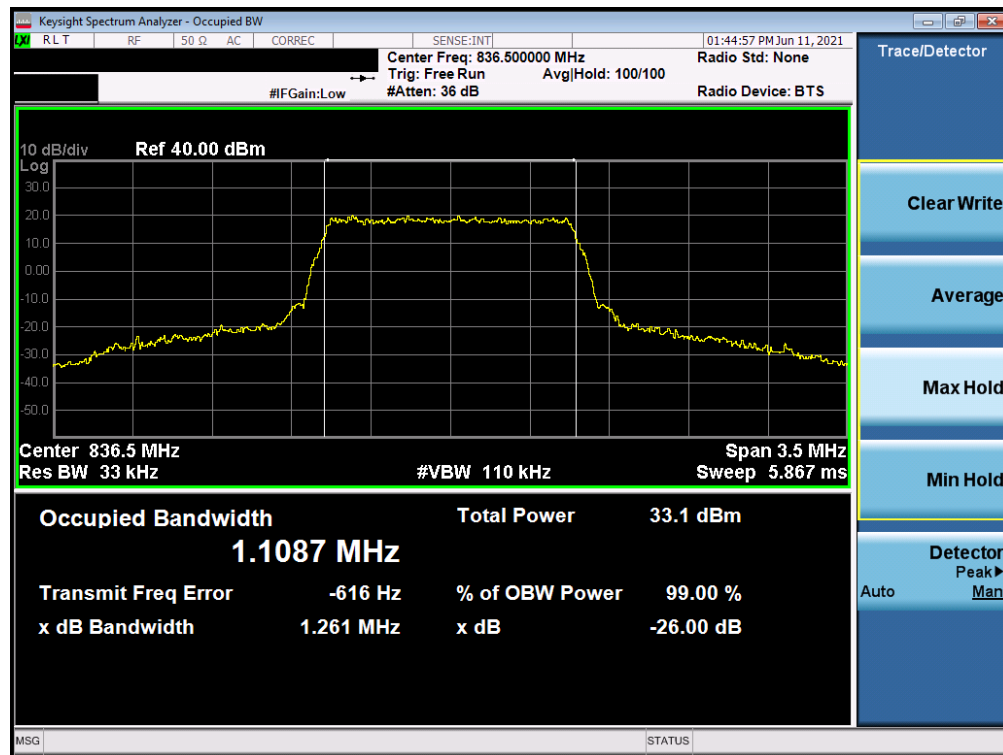 Keysight Spectrum Analyzer - Occupied BW
LXI RLT RF 50 Ω AC CORREC SENSE:INT 01:44:57 PM Jun 11, 2021
Center Freq: 836.500000 MHz Radio Std: None
Trig: Free Run Avg|Hold: 100/100
#IFGain:Low #Atten: 36 dB Radio Device: BTS
10 dB/div Ref 40.00 dBm
Log
30.0
20.0
10.0
0.00
-10.0
-20.0
-30.0
-40.0
-50.0
Center 836.5 MHz Span 3.5 MHz
Res BW 33 kHz #VBW 110 kHz Sweep 5.867 ms
Occupied Bandwidth Total Power 33.1 dBm
1.1087 MHz
Transmit Freq Error -616 Hz % of OBW Power 99.00 %
x dB Bandwidth 1.261 MHz x dB -26.00 dB
MSG STATUS
Trace/Detector
Clear Write
Average
Max Hold
Min Hold
Detector
Peak▶
Auto Man